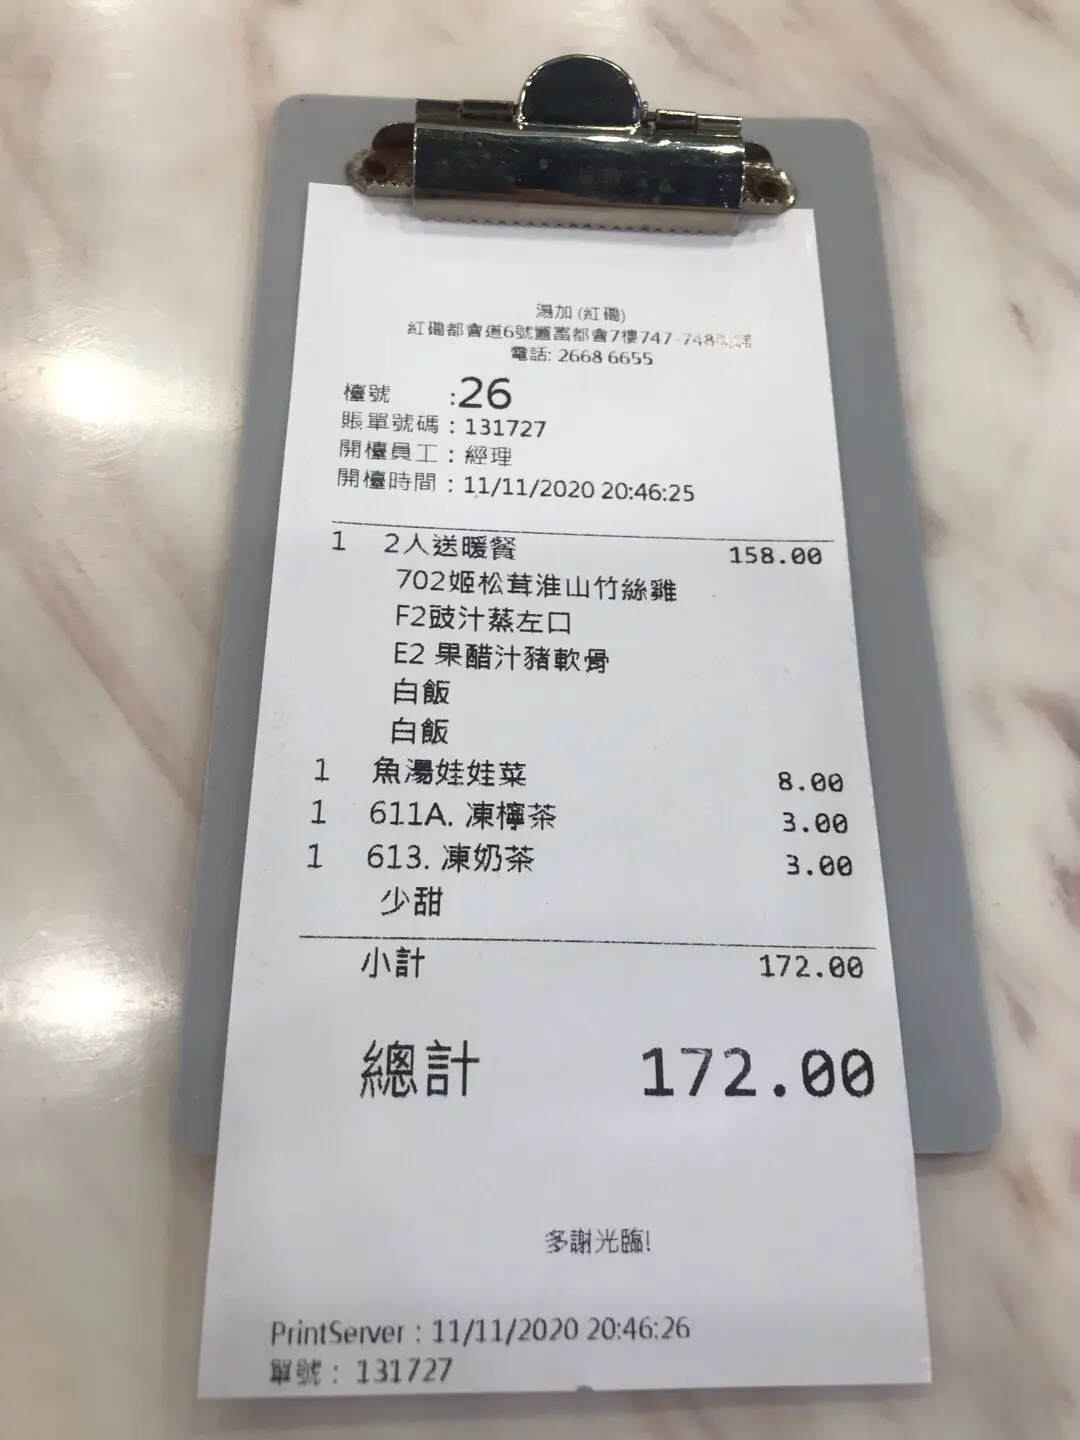 湯加 (紅磡)
紅磡都會道6號置富都會7樓747-748號舖
電話: 2668 6655
檯號 :26
賬單號碼 : 131727
開檯員工 : 經理
開檯時間 : 11/11/2020 20:46:25
1 2人送暖餐 158.00
702姬松茸淮山竹絲雞
F2豉汁蒸左口
E2 果醋汁豬軟骨
白飯
白飯
1 魚湯娃娃菜 8.00
1 611A. 凍檸茶 3.00
1 613. 凍奶茶 3.00
少甜
小計 172.00
總計 172.00
多謝光臨!
PrintServer : 11/11/2020 20:46:26
單號 : 131727